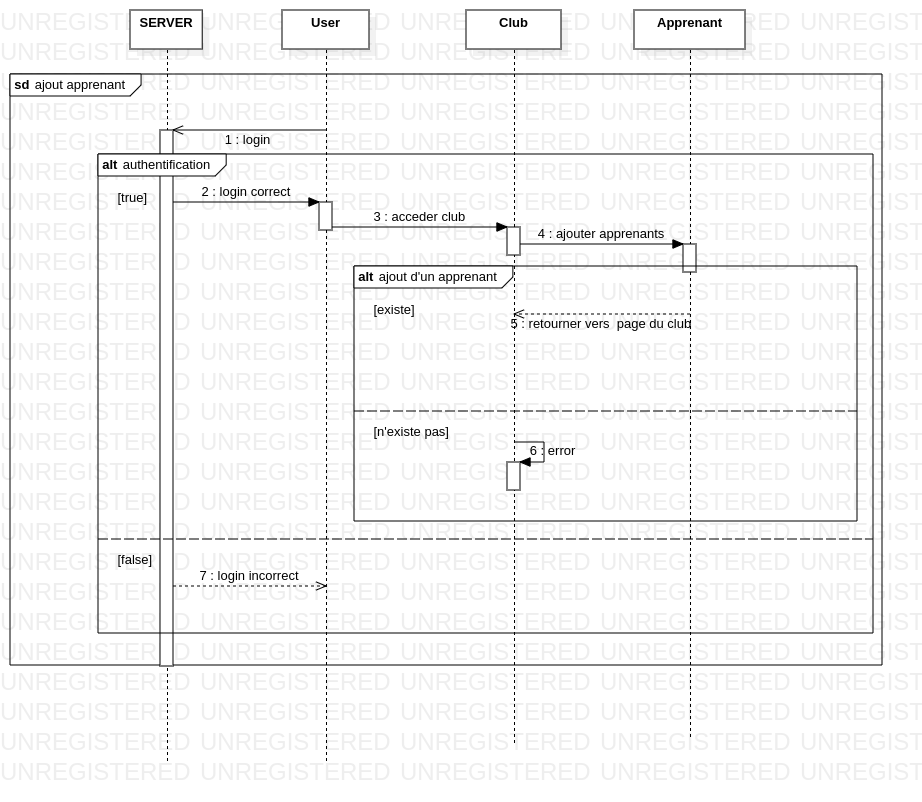 SERVER User Club Apprenant
sd ajout apprenant
1 : login
alt authentification
[true]
2 : login correct
3 : acceder club
4 : ajouter apprenants
alt ajout d'un apprenant
[existe]
5 : retourner vers page du club
[n'existe pas]
6 : error
[false]
7 : login incorrect
UNREGISTERED UNREGISTERED UNREGISTERED UNREGISTERED UNREGISTERED